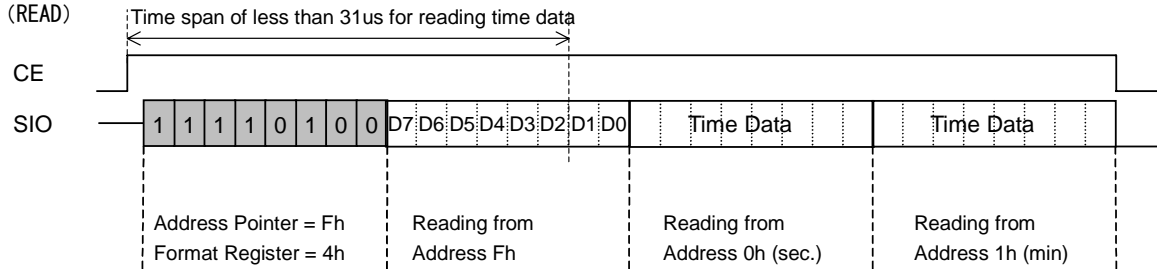 (READ)
Time span of less than 31us for reading time data
CE
SIO
1 1 1 1 0 1 0 0 D7 D6 D5 D4 D3 D2 D1 D0 Time Data Time Data
Address Pointer = Fh
Format Register = 4h
Reading from
Address Fh
Reading from
Address 0h (sec.)
Reading from
Address 1h (min)